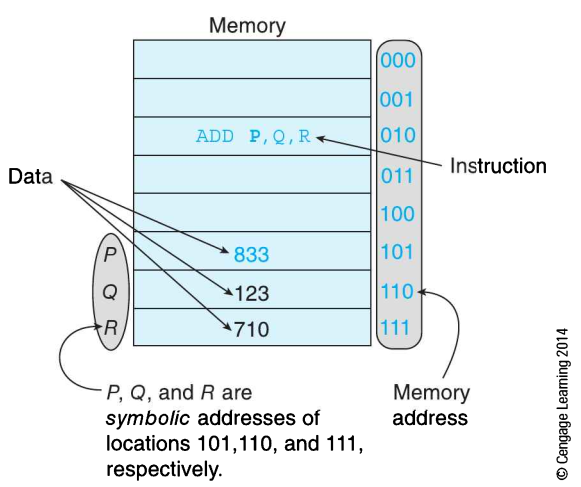 Memory
000
001
ADD P,Q,R
010
Instruction
011
Data
100
P
833
101
Q
123
110
R
710
111
P, Q, and R are
symbolic addresses of
locations 101,110, and 111,
respectively.
Memory
address
© Cengage Learning 2014